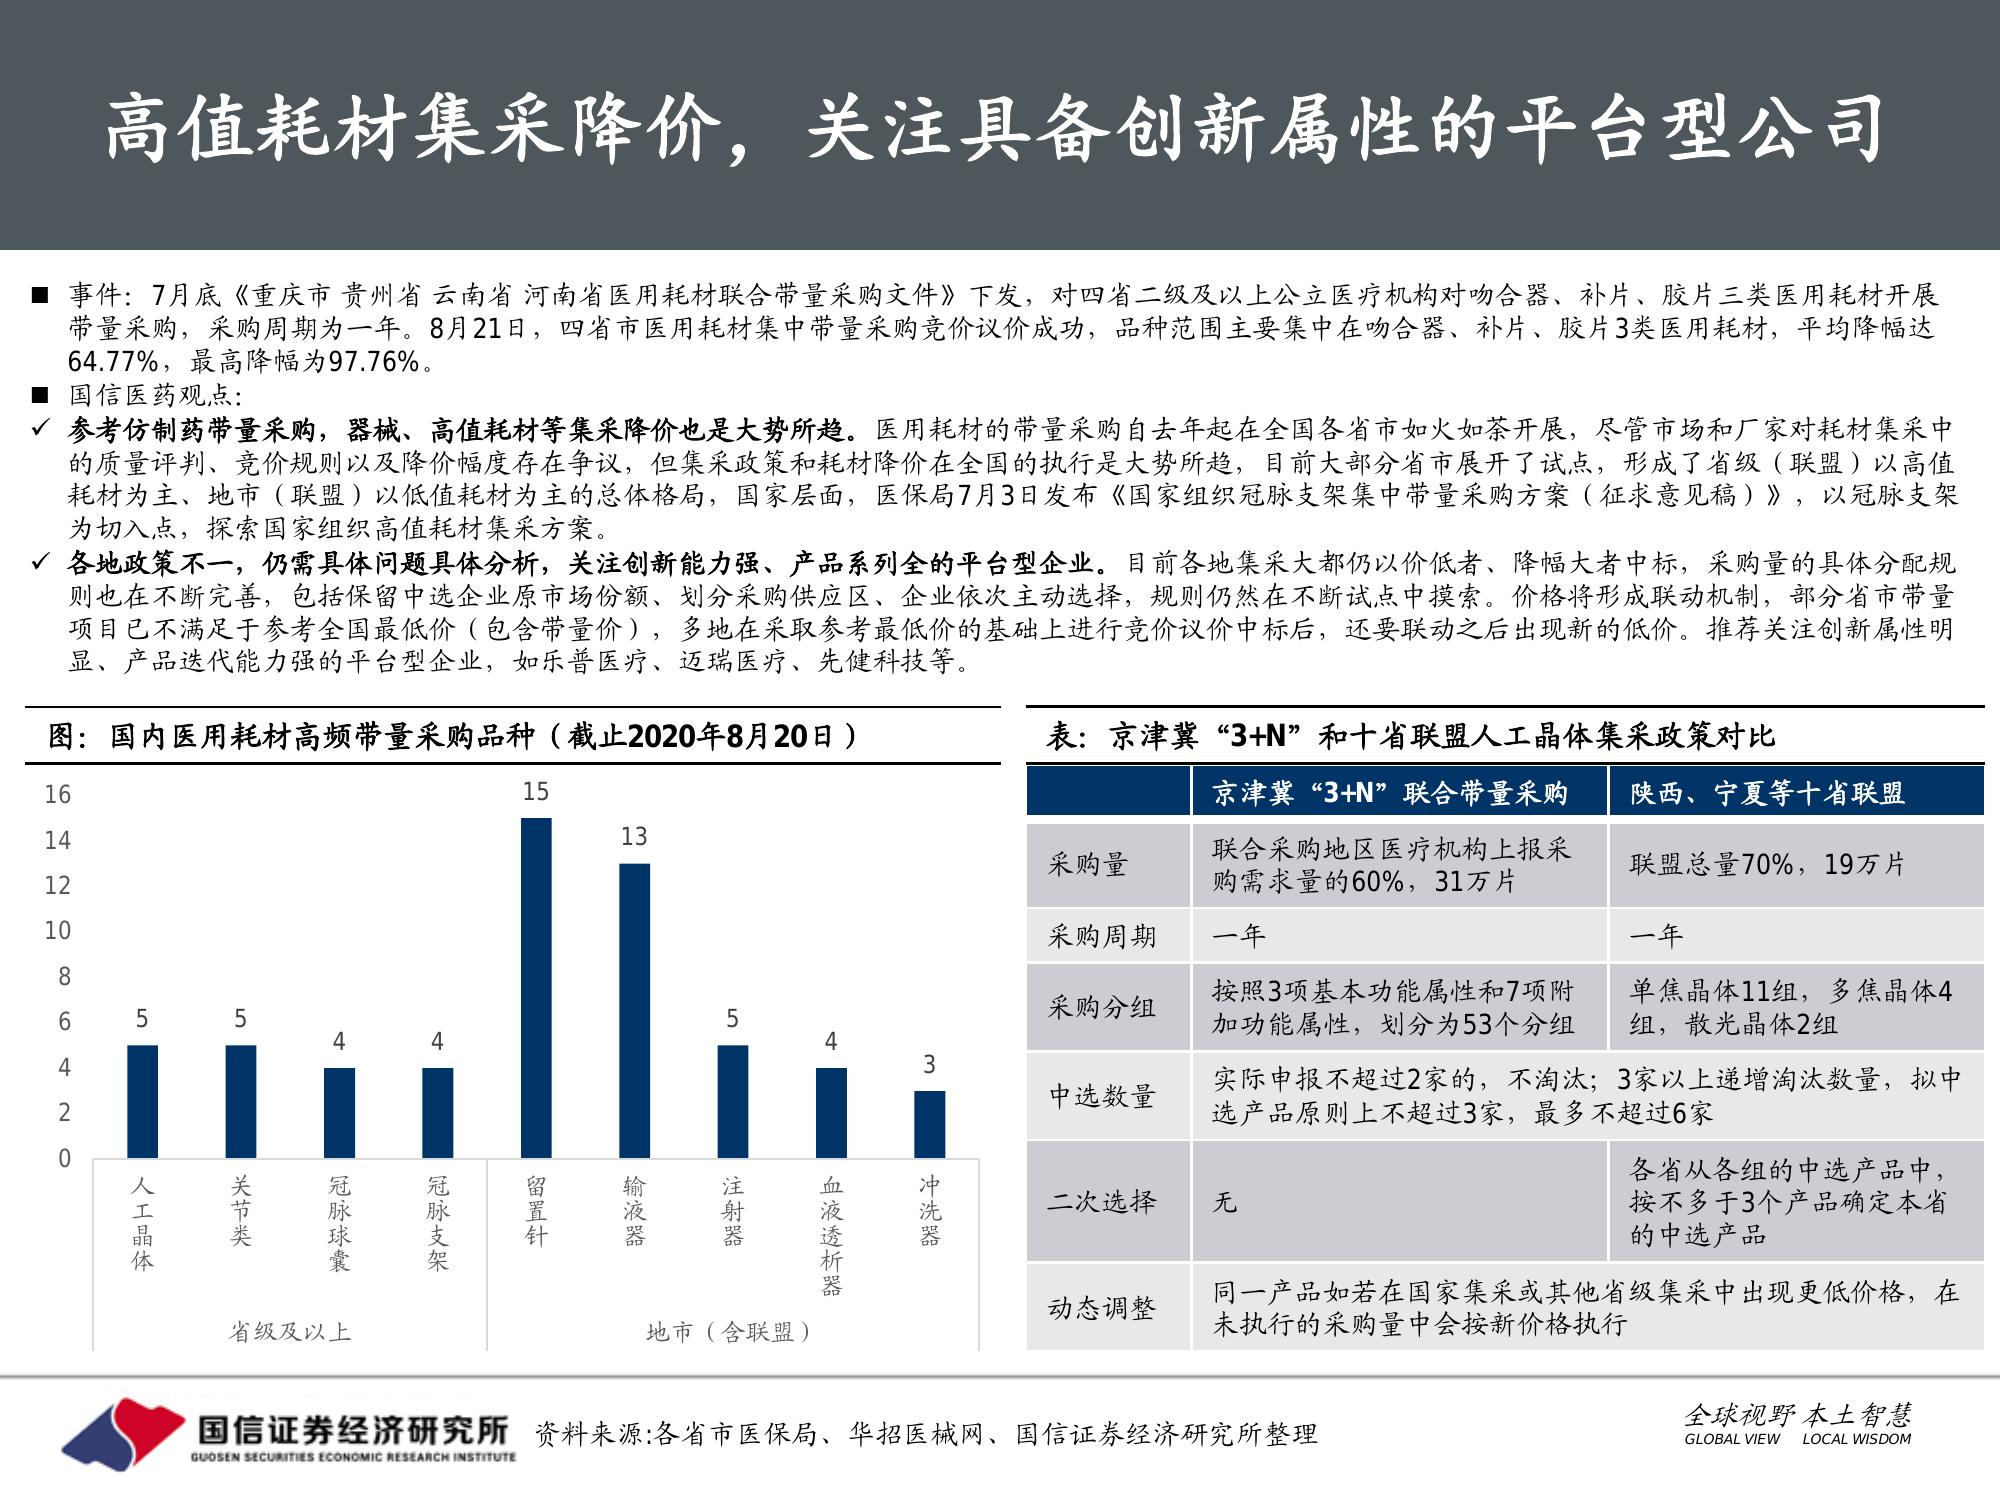 高值耗材集采降价，关注具备创新属性的平台型公司
■ 事件：7月底《重庆市 贵州省 云南省 河南省医用耗材联合带量采购文件》下发，对四省二级及以上公立医疗机构对吻合器、补片、胶片三类医用耗材开展
带量采购，采购周期为一年。8月21日，四省市医用耗材集中带量采购竞价议价成功，品种范围主要集中在吻合器、补片、胶片3类医用耗材，平均降幅达
64.77%，最高降幅为97.76%。
■ 国信医药观点：
✓ 参考仿制药带量采购，器械、高值耗材等集采降价也是大势所趋。医用耗材的带量采购自去年起在全国各省市如火如荼开展，尽管市场和厂家对耗材集采中
的质量评判、竞价规则以及降价幅度存在争议，但集采政策和耗材降价在全国的执行是大势所趋，目前大部分省市展开了试点，形成了省级（联盟）以高值
耗材为主、地市（联盟）以低值耗材为主的总体格局，国家层面，医保局7月3日发布《国家组织冠脉支架集中带量采购方案（征求意见稿）》，以冠脉支架
为切入点，探索国家组织高值耗材集采方案。
✓ 各地政策不一，仍需具体问题具体分析，关注创新能力强、产品系列全的平台型企业。目前各地集采大都仍以价低者、降幅大者中标，采购量的具体分配规
则也在不断完善，包括保留中选企业原市场份额、划分采购供应区、企业依次主动选择，规则仍然在不断试点中摸索。价格将形成联动机制，部分省市带量
项目已不满足于参考全国最低价（包含带量价），多地在采取参考最低价的基础上进行竞价议价中标后，还要联动之后出现新的低价。推荐关注创新属性明
显、产品迭代能力强的平台型企业，如乐普医疗、迈瑞医疗、先健科技等。
图：国内医用耗材高频带量采购品种（截止2020年8月20日）
16
14
12
10
8
6
4
2
0
5
5
4
4
15
13
5
4
3
人工晶体
关节类
冠脉球囊
冠脉支架
留置针
输液器
注射器
血液透析器
冲洗器
省级及以上
地市（含联盟）
表：京津冀“3+N”和十省联盟人工晶体集采政策对比
京津冀“3+N”联合带量采购
陕西、宁夏等十省联盟
采购量
联合采购地区医疗机构上报采
购需求量的60%，31万片
联盟总量70%，19万片
采购周期
一年
一年
采购分组
按照3项基本功能属性和7项附
加功能属性，划分为53个分组
单焦晶体11组，多焦晶体4
组，散光晶体2组
中选数量
实际申报不超过2家的，不淘汰；3家以上递增淘汰数量，拟中
选产品原则上不超过3家，最多不超过6家
二次选择
无
各省从各组的中选产品中，
按不多于3个产品确定本省
的中选产品
动态调整
同一产品如若在国家集采或其他省级集采中出现更低价格，在
未执行的采购量中会按新价格执行
国信证券经济研究所
GUOSEN SECURITIES ECONOMIC RESEARCH INSTITUTE
资料来源:各省市医保局、华招医械网、国信证券经济研究所整理
全球视野 本土智慧
GLOBAL VIEW LOCAL WISDOM